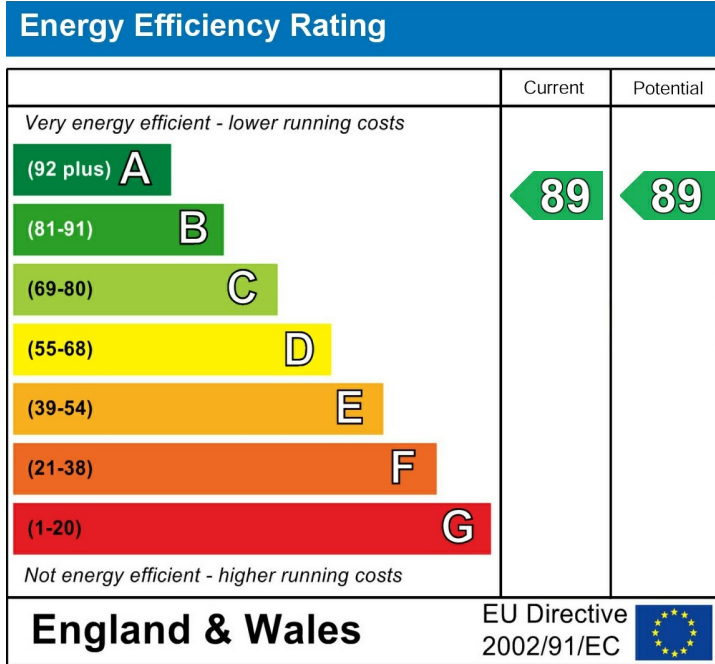 Energy Efficiency Rating
Current Potential
Very energy efficient - lower running costs
(92 plus) A
(81-91) B
89 89
(69-80) C
(55-68) D
(39-54) E
(21-38) F
(1-20) G
Not energy efficient - higher running costs
England & Wales
EU Directive
2002/91/EC